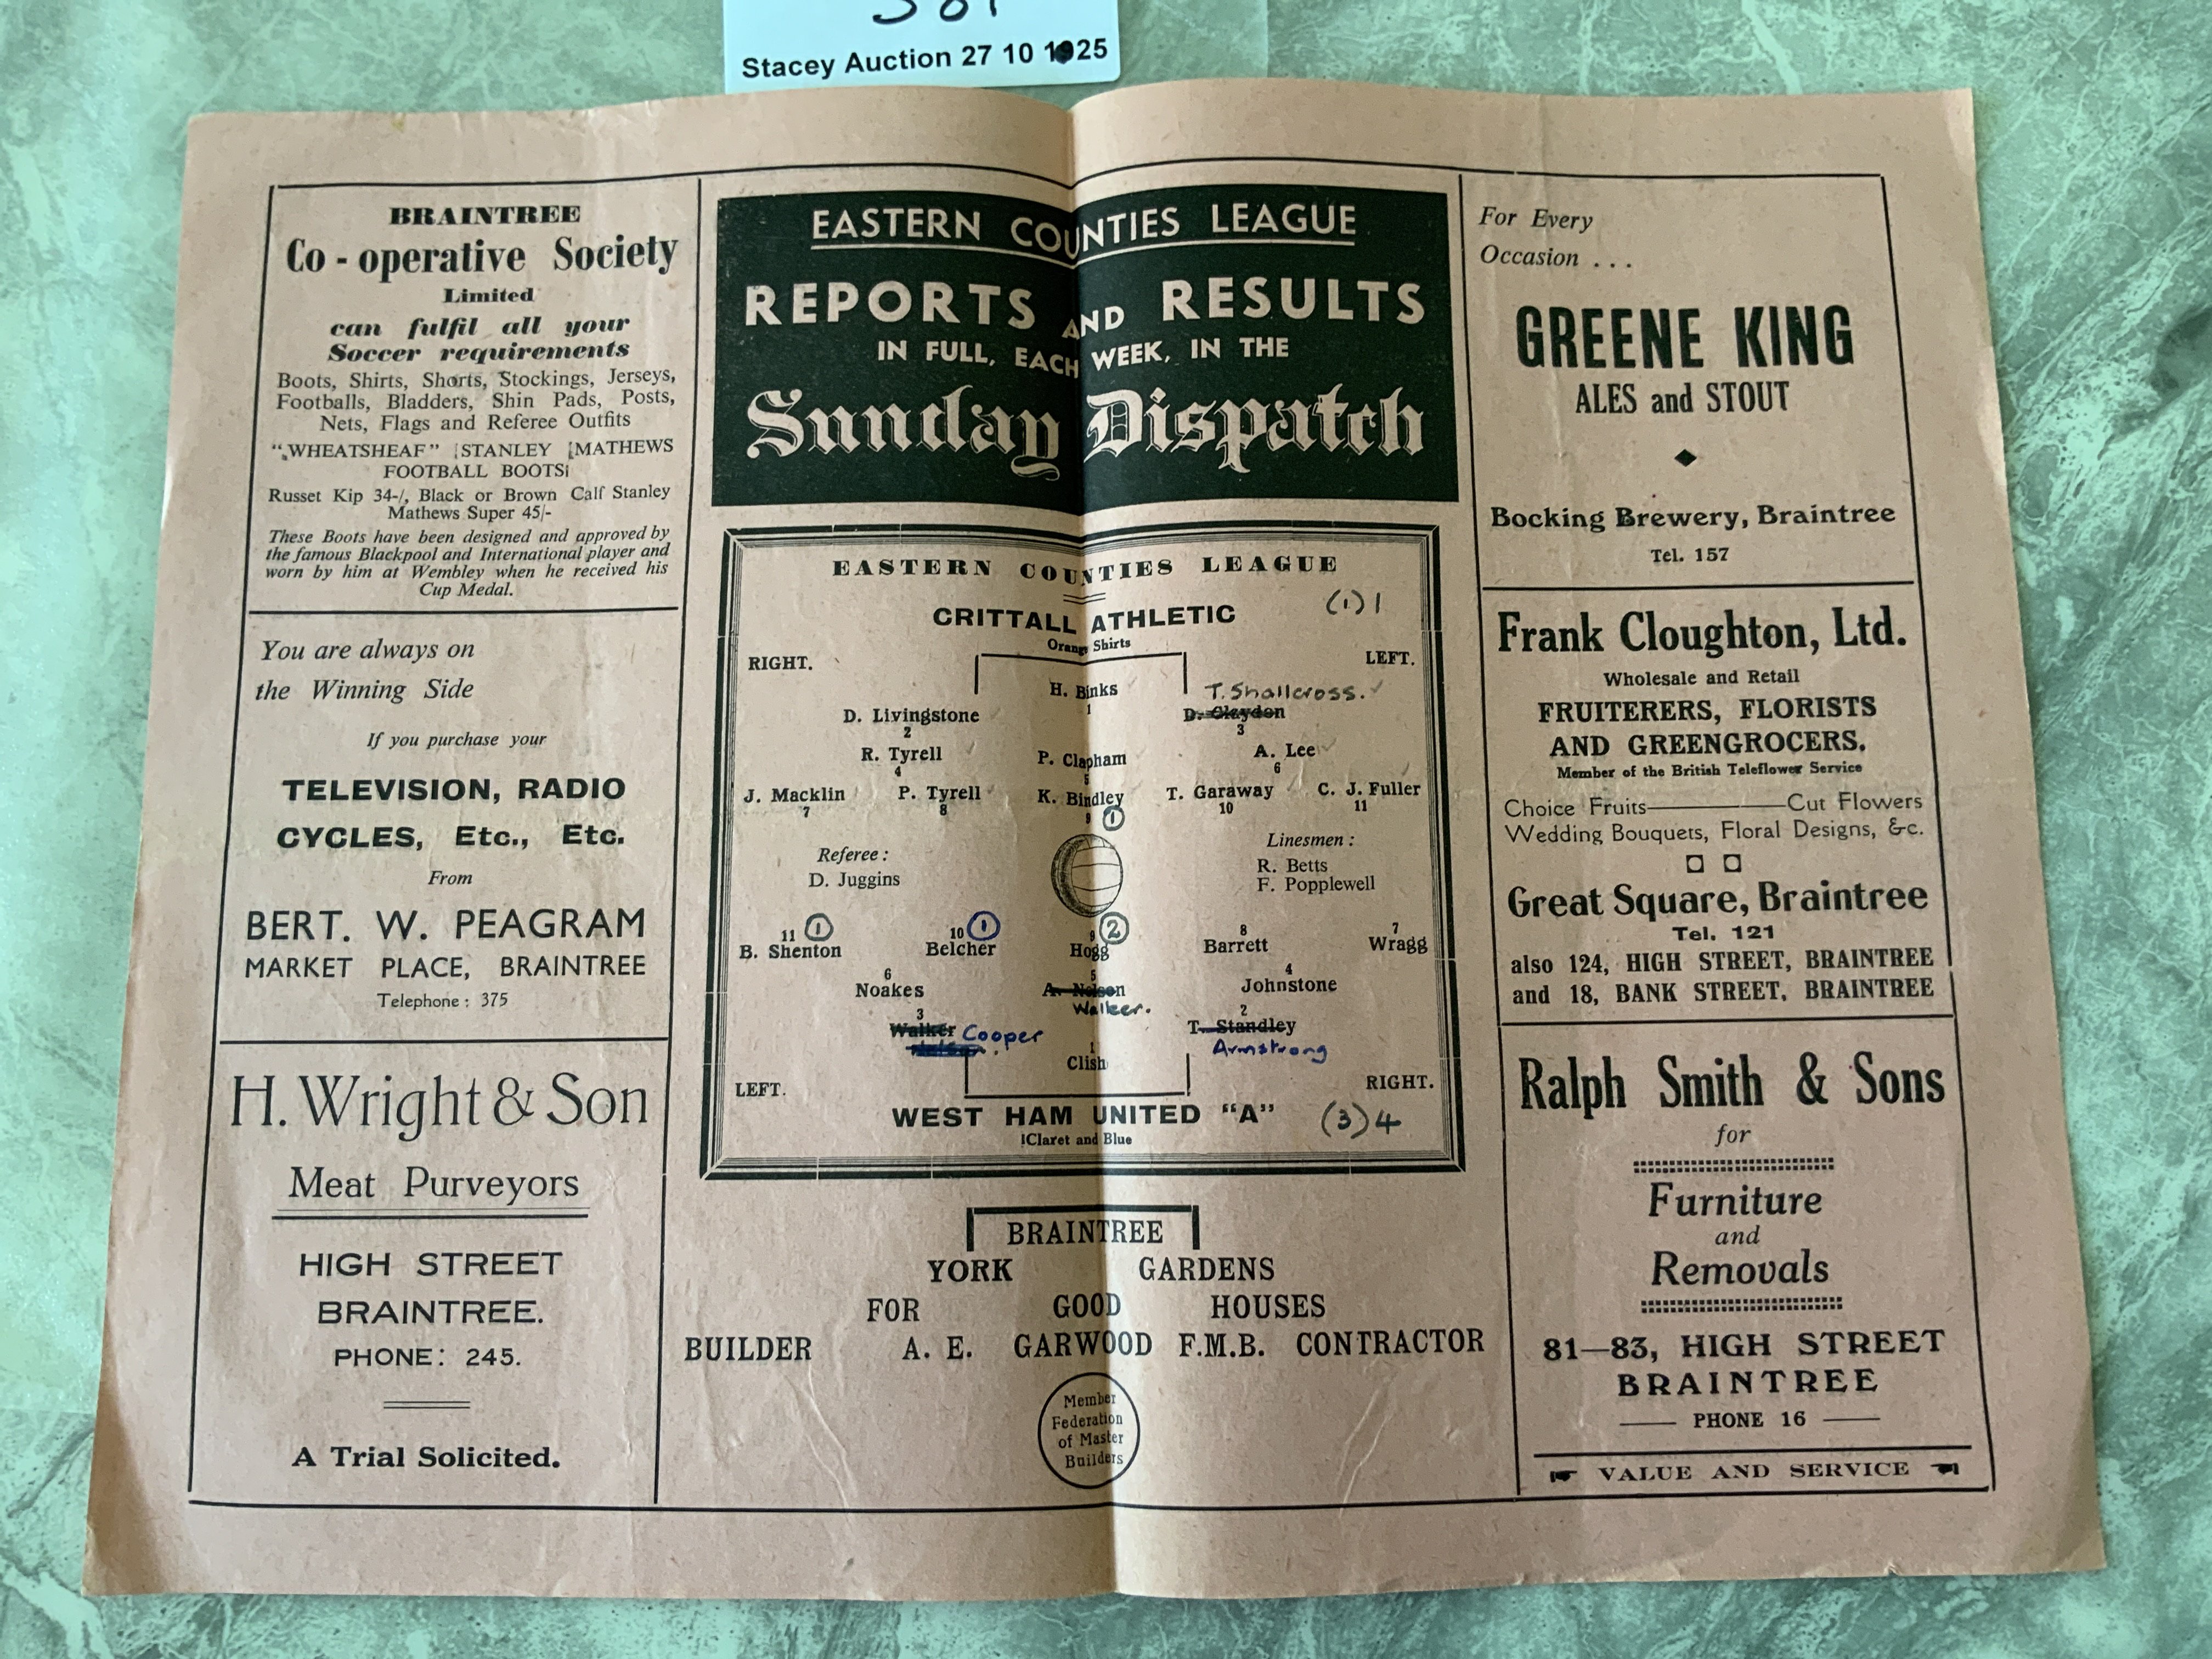 Stacey Auction 27 10 1925
BRAINTREE
Co - operative Society
Limited
can fulfil all your
Soccer requirements
Boots, Shirts, Shorts, Stockings, Jerseys,
Footballs, Bladders, Shin Pads, Posts,
Nets, Flags and Referee Outfits
"WHEATSHEAF" STANLEY MATHEWS
FOOTBALL BOOTS
Russet Kip 34-/, Black or Brown Calf Stanley
Mathews Super 45/-
These Boots have been designed and approved by
the famous Blackpool and International player and
worn by him at Wembley when he received his
Cup Medal.
You are always on
the Winning Side
If you purchase your
TELEVISION, RADIO
CYCLES, Etc., Etc.
From
BERT. W. PEAGRAM
MARKET PLACE, BRAINTREE
Telephone : 375
H. Wright & Son
Meat Purveyors
HIGH STREET
BRAINTREE.
PHONE: 245.
A Trial Solicited.
EASTERN COUNTIES LEAGUE
REPORTS AND RESULTS
IN FULL, EACH WEEK, IN THE
Sunday Dispatch
EASTERN COUNTIES LEAGUE
CRITTALL ATHLETIC (1) 1
Orange Shirts
RIGHT. LEFT.
H. Binks T. Shallcross.
1
D. Livingstone D. Claydon
2 3
R. Tyrell P. Clapham A. Lee
4 5 6
J. Macklin P. Tyrell K. Bindley T. Garaway C. J. Fuller
7 8 9 1 10 11
Referee : Linesmen :
D. Juggins R. Betts
F. Popplewell
11 1 10 1 9 2 8 7
B. Shenton Belcher Hogg Barrett Wragg
6 5 4
Noakes A. Nelson Johnstone
Walker.
3 2
Walker Cooper T. Standley
Nelson. Armstrong
1
Clish
LEFT. RIGHT.
WEST HAM UNITED "A" (3) 4
Claret and Blue
BRAINTREE
YORK GARDENS
FOR GOOD HOUSES
BUILDER A. E. GARWOOD F.M.B. CONTRACTOR
Member
Federation
of Master
Builders
For Every
Occasion . . .
GREENE KING
ALES and STOUT
Bocking Brewery, Braintree
Tel. 157
Frank Cloughton, Ltd.
Wholesale and Retail
FRUITERERS, FLORISTS
AND GREENGROCERS.
Member of the British Teleflower Service
Choice Fruits————Cut Flowers
Wedding Bouquets, Floral Designs, &c.
Great Square, Braintree
Tel. 121
also 124, HIGH STREET, BRAINTREE
and 18, BANK STREET, BRAINTREE
Ralph Smith & Sons
for
Furniture
and
Removals
81—83, HIGH STREET
BRAINTREE
—— PHONE 16 ——
VALUE AND SERVICE